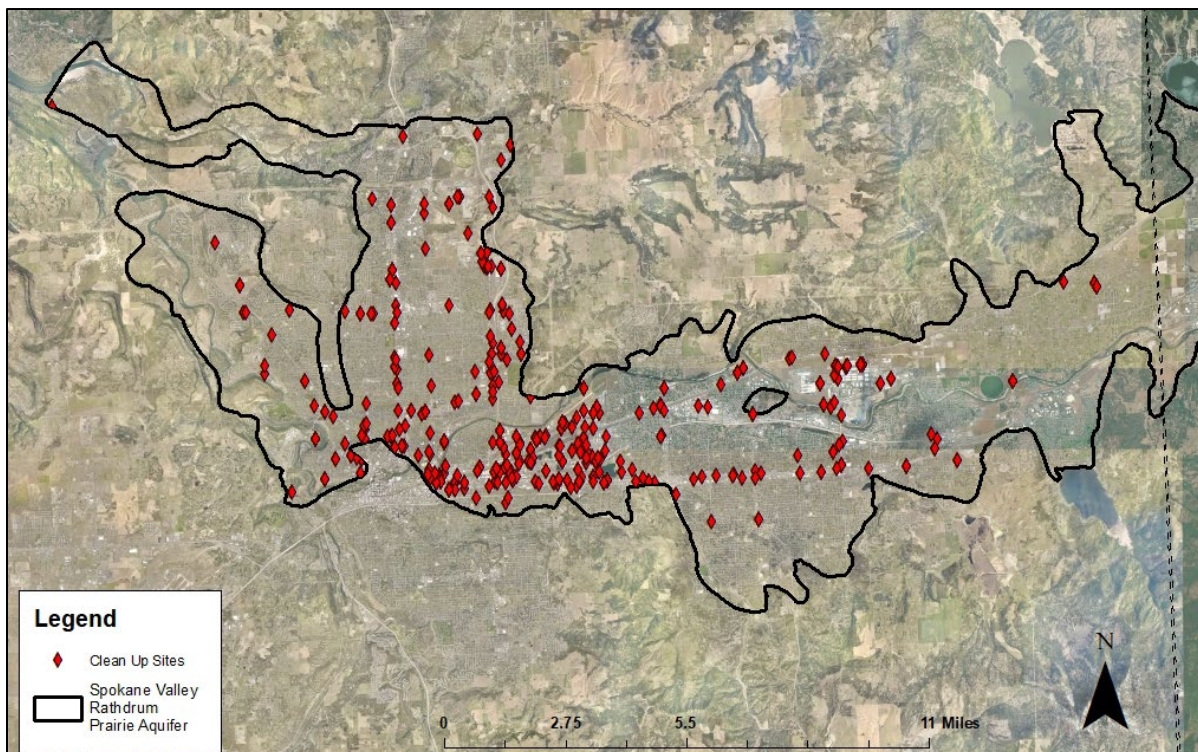 Legend
Clean Up Sites
Spokane Valley
Rathdrum
Prairie Aquifer
N
0 2.75 5.5 11 Miles